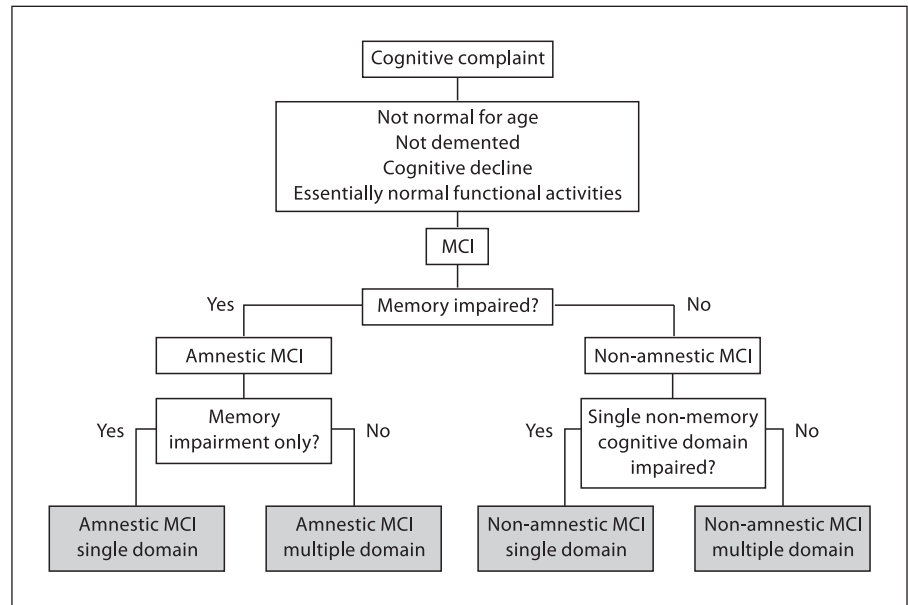 Cognitive complaint
Not normal for age
Not demented
Cognitive decline
Essentially normal functional activities
MCI
Yes
Memory impaired?
No
Amnestic MCI
Non-amnestic MCI
Yes
Memory
impairment only?
No
Yes
Single non-memory
cognitive domain
impaired?
No
Amnestic MCI
single domain
Amnestic MCI
multiple domain
Non-amnestic MCI
single domain
Non-amnestic MCI
multiple domain